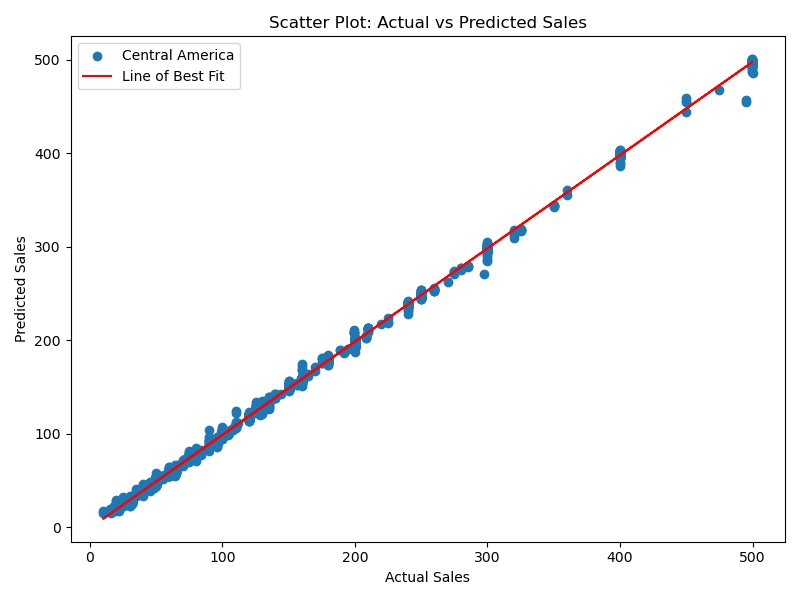 Scatter Plot: Actual vs Predicted Sales
Central America
Line of Best Fit
Predicted Sales
500
400
300
200
100
0
0 100 200 300 400 500
Actual Sales